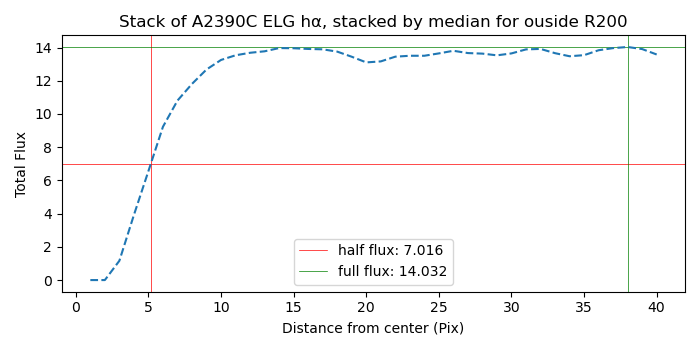 Stack of A2390C ELG hα, stacked by median for ouside R200
Total Flux
14
12
10
8
6
4
2
0
half flux: 7.016
full flux: 14.032
0 5 10 15 20 25 30 35 40
Distance from center (Pix)